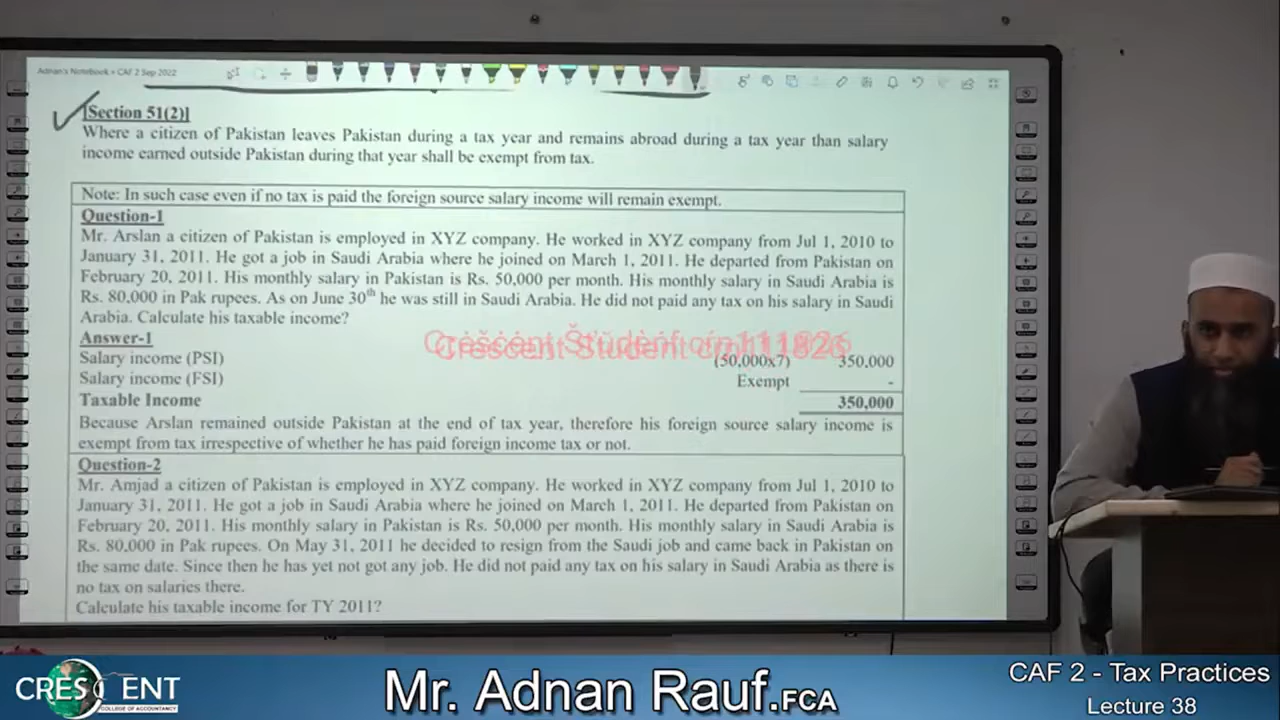 Adnan's Notebook » CAF 2 Sep 2022
[Section 51(2)]
Where a citizen of Pakistan leaves Pakistan during a tax year and remains abroad during a tax year than salary
income earned outside Pakistan during that year shall be exempt from tax.
Note: In such case even if no tax is paid the foreign source salary income will remain exempt.
Question-1
Mr. Arslan a citizen of Pakistan is employed in XYZ company. He worked in XYZ company from Jul 1, 2010 to
January 31, 2011. He got a job in Saudi Arabia where he joined on March 1, 2011. He departed from Pakistan on
February 20, 2011. His monthly salary in Pakistan is Rs. 50,000 per month. His monthly salary in Saudi Arabia is
Rs. 80,000 in Pak rupees. As on June 30th he was still in Saudi Arabia. He did not paid any tax on his salary in Saudi
Arabia. Calculate his taxable income?
Answer-1
Crescent Student
Salary income (PSI) (50,000x7) 350,000
Salary income (FSI) Exempt -
Taxable Income 350,000
Because Arslan remained outside Pakistan at the end of tax year, therefore his foreign source salary income is
exempt from tax irrespective of whether he has paid foreign income tax or not.
Question-2
Mr. Amjad a citizen of Pakistan is employed in XYZ company. He worked in XYZ company from Jul 1, 2010 to
January 31, 2011. He got a job in Saudi Arabia where he joined on March 1, 2011. He departed from Pakistan on
February 20, 2011. His monthly salary in Pakistan is Rs. 50,000 per month. His monthly salary in Saudi Arabia is
Rs. 80,000 in Pak rupees. On May 31, 2011 he decided to resign from the Saudi job and came back in Pakistan on
the same date. Since then he has yet not got any job. He did not paid any tax on his salary in Saudi Arabia as there is
no tax on salaries there.
Calculate his taxable income for TY 2011?
CRESCENT
COLLEGE OF ACCOUNTANCY
Mr. Adnan Rauf.FCA
CAF 2 - Tax Practices
Lecture 38